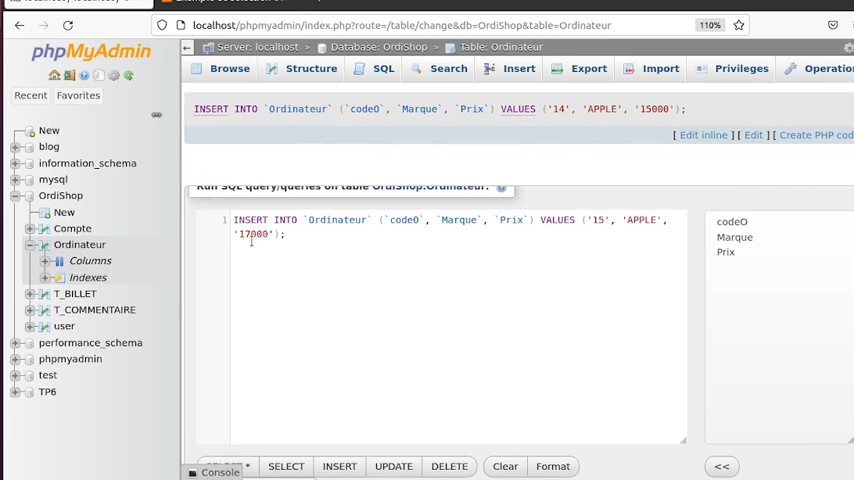 localhost/phpmyadmin/index.php?route=/table/change&db=OrdiShop&table=Ordinateur
110%
phpMyAdmin
Recent
Favorites
New
blog
information_schema
mysql
OrdiShop
New
Compte
Ordinateur
Columns
Indexes
T_BILLET
T_COMMENTAIRE
user
performance_schema
phpmyadmin
test
TP6
Server: localhost » Database: OrdiShop » Table: Ordinateur
Browse Structure SQL Search Insert Export Import Privileges Operatio
INSERT INTO `Ordinateur` (`codeO`, `Marque`, `Prix`) VALUES ('14', 'APPLE', '15000');
[ Edit inline ] [ Edit ] [ Create PHP cod
Run SQL query/queries on table OrdiShop.Ordinateur:
1 INSERT INTO `Ordinateur` (`codeO`, `Marque`, `Prix`) VALUES ('15', 'APPLE',
'17000');
codeO
Marque
Prix
SELECT INSERT UPDATE DELETE Clear Format <<
Console